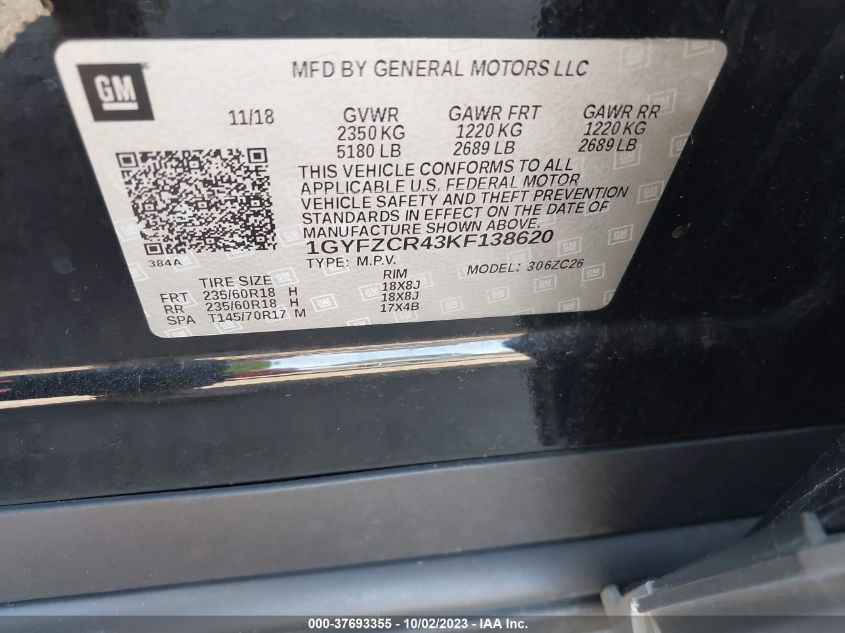 GM
MFD BY GENERAL MOTORS LLC
11/18 GVWR GAWR FRT GAWR RR
2350 KG 1220 KG 1220 KG
5180 LB 2689 LB 2689 LB
THIS VEHICLE CONFORMS TO ALL
APPLICABLE U.S. FEDERAL MOTOR
VEHICLE SAFETY AND THEFT PREVENTION
STANDARDS IN EFFECT ON THE DATE OF
MANUFACTURE SHOWN ABOVE.
1GYFZCR43KF138620
384A TYPE: M.P.V. MODEL: 306ZC26
TIRE SIZE RIM
FRT 235/60R18 H 18X8J
RR 235/60R18 H 18X8J
SPA T145/70R17 M 17X4B
000-37693355 - 10/02/2023 - Copyright © IAA, LLC.